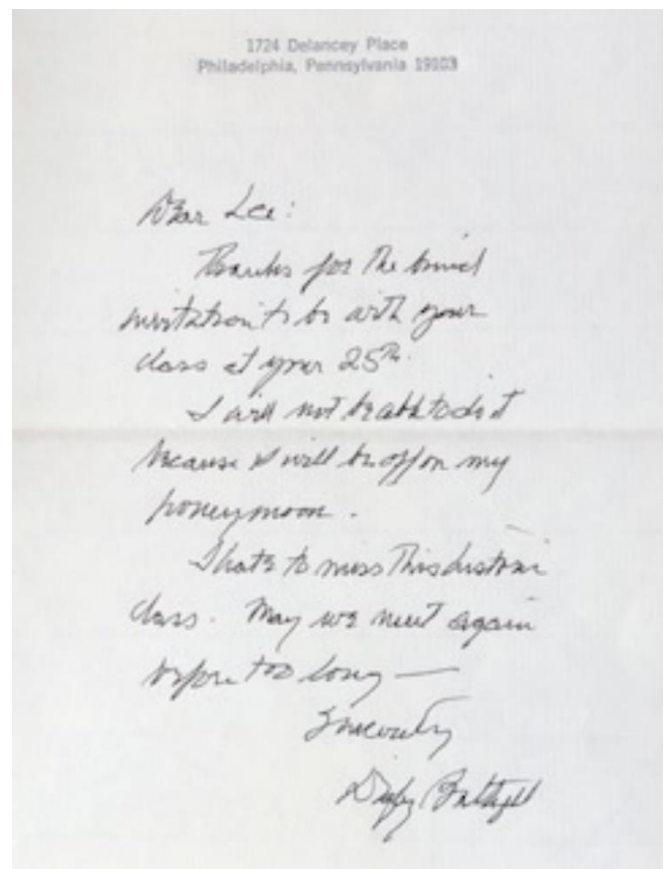 1724 Delancey Place
Philadelphia, Pennsylvania 19103
Dear Lee:
Thanks for the kind
invitation to be with your
class at your 25th.
I will not be able to do it
because I will be off on my
honeymoon.
I hate to miss this historic
class. May we meet again
before too long —
Sincerely
Digby Baltzell